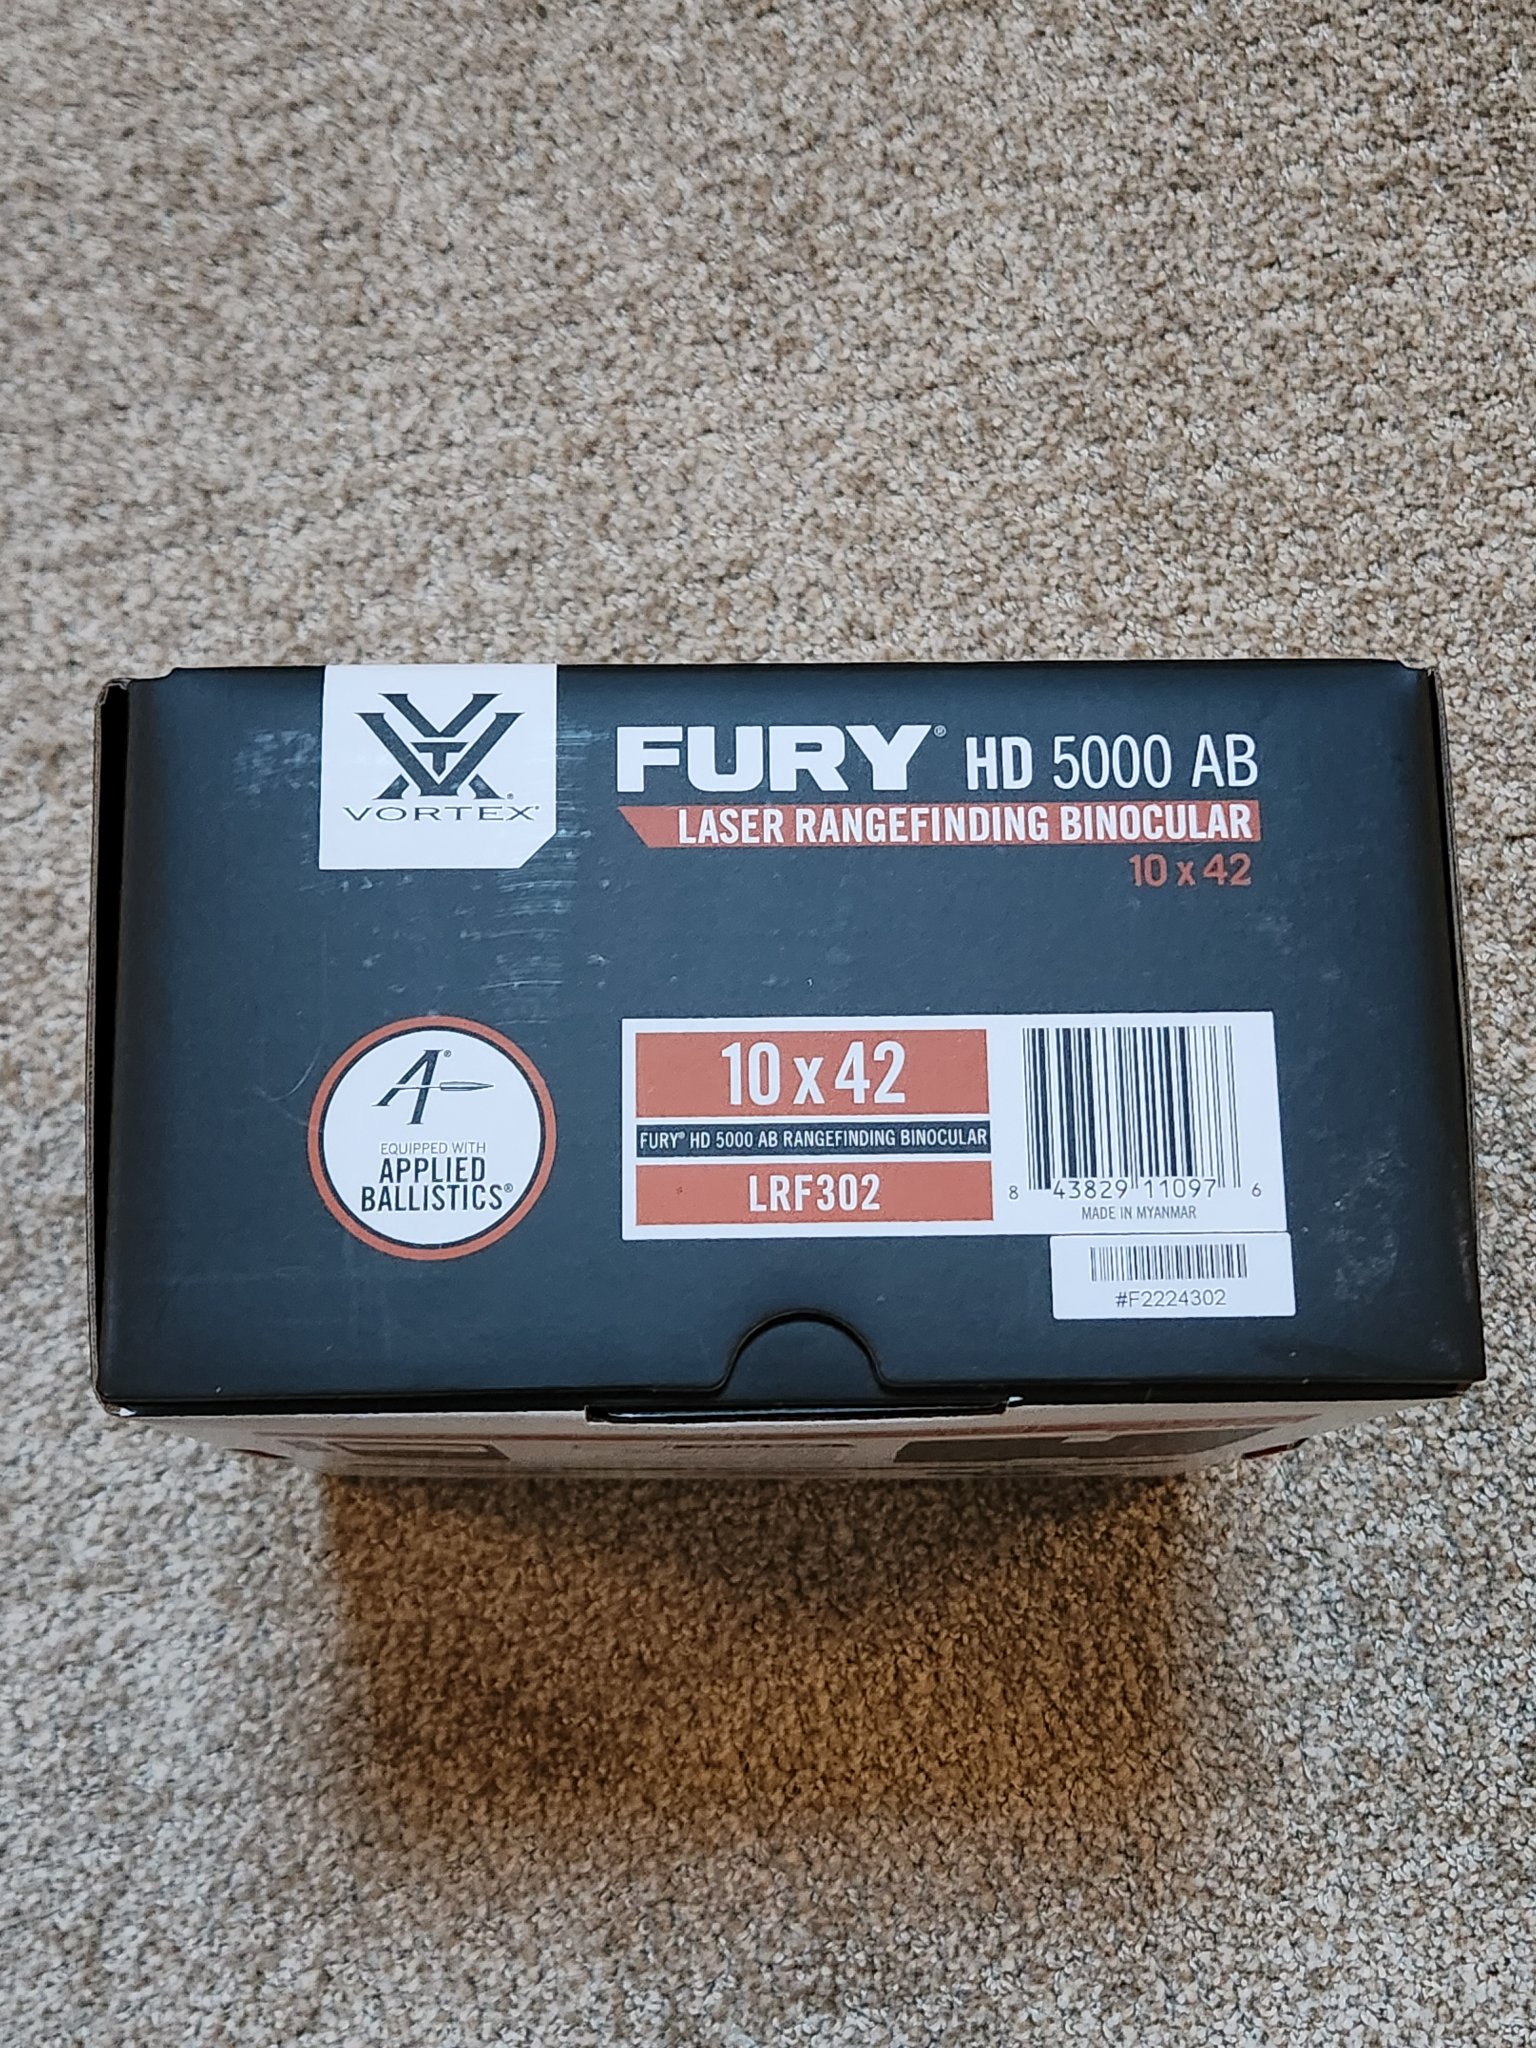 VORTEX®
FURY® HD 5000 AB
LASER RANGEFINDING BINOCULAR
10 x 42
A®
EQUIPPED WITH
APPLIED
BALLISTICS®
10 x 42
FURY® HD 5000 AB RANGEFINDING BINOCULAR
LRF302
8 43829 11097 6
MADE IN MYANMAR
#F2224302